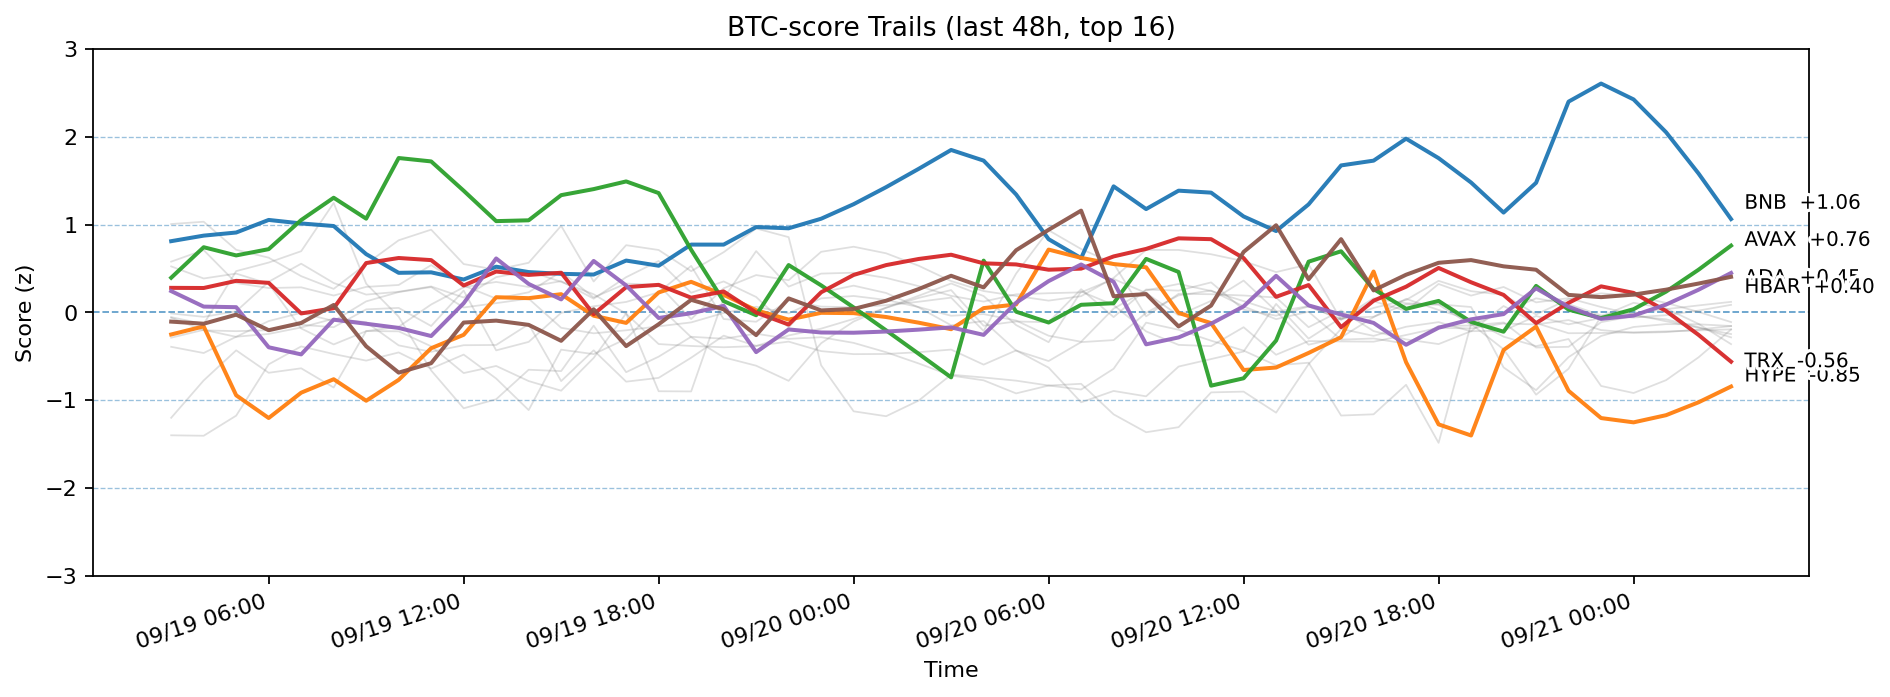 BTC-score Trails (last 48h, top 16)
Score (z)
3
2
1
0
−1
−2
−3
BNB +1.06
AVAX +0.76
ADA +0.45
HBAR +0.40
TRX -0.56
HYPE -0.85
09/19 06:00
09/19 12:00
09/19 18:00
09/20 00:00
09/20 06:00
09/20 12:00
09/20 18:00
09/21 00:00
Time